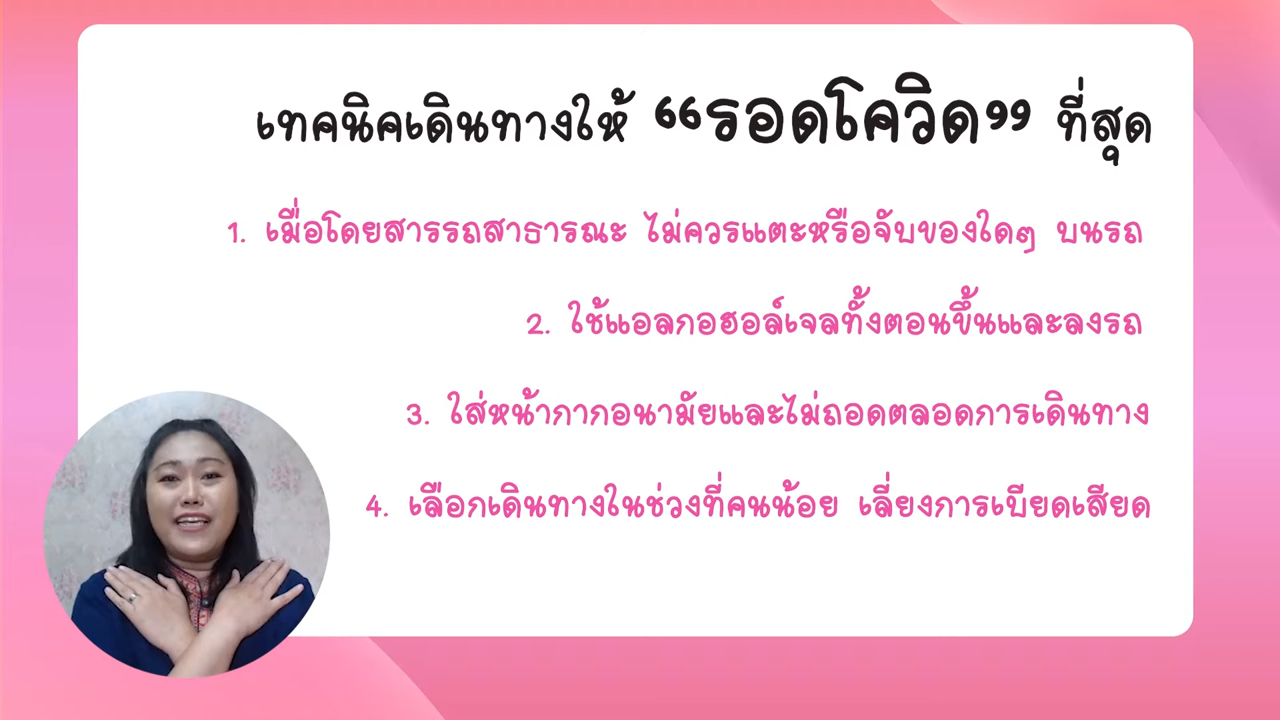 เทคนิคเดินทางให้ “รอดโควิด” ที่สุด
1. เมื่อโดยสารรถสาธารณะ ไม่ควรแตะหรือจับของใดๆ บนรถ
2. ใช้แอลกอฮอล์เจลทั้งตอนขึ้นและลงรถ
3. ใส่หน้ากากอนามัยและไม่ถอดตลอดการเดินทาง
4. เลือกเดินทางในช่วงที่คนน้อย เลี่ยงการเบียดเสียด